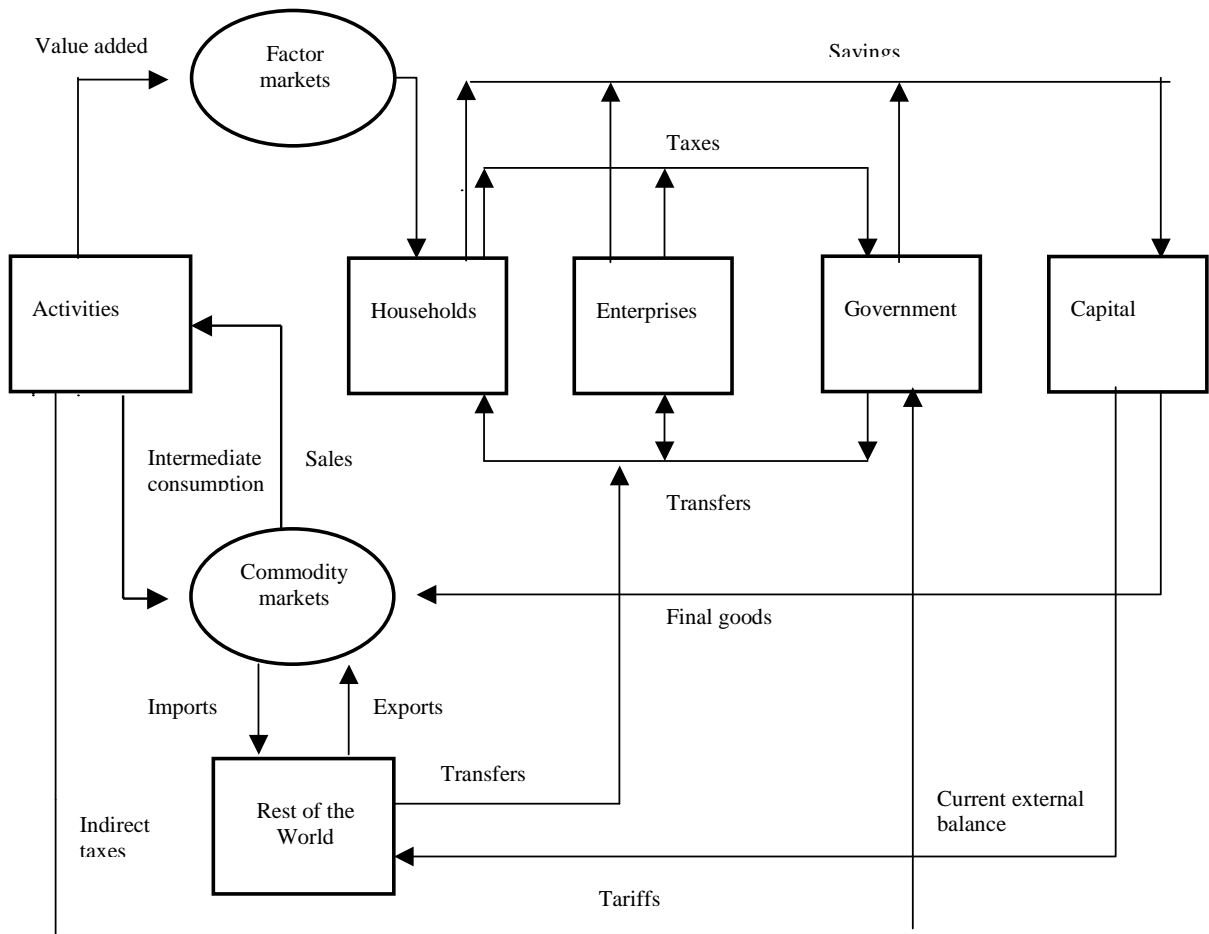 Value added
Factor
markets
Savings
Taxes
Activities
Households
Enterprises
Government
Capital
Intermediate
consumption
Sales
Transfers
Commodity
markets
Final goods
Imports
Exports
Transfers
Rest of the
World
Current external
balance
Indirect
taxes
Tariffs